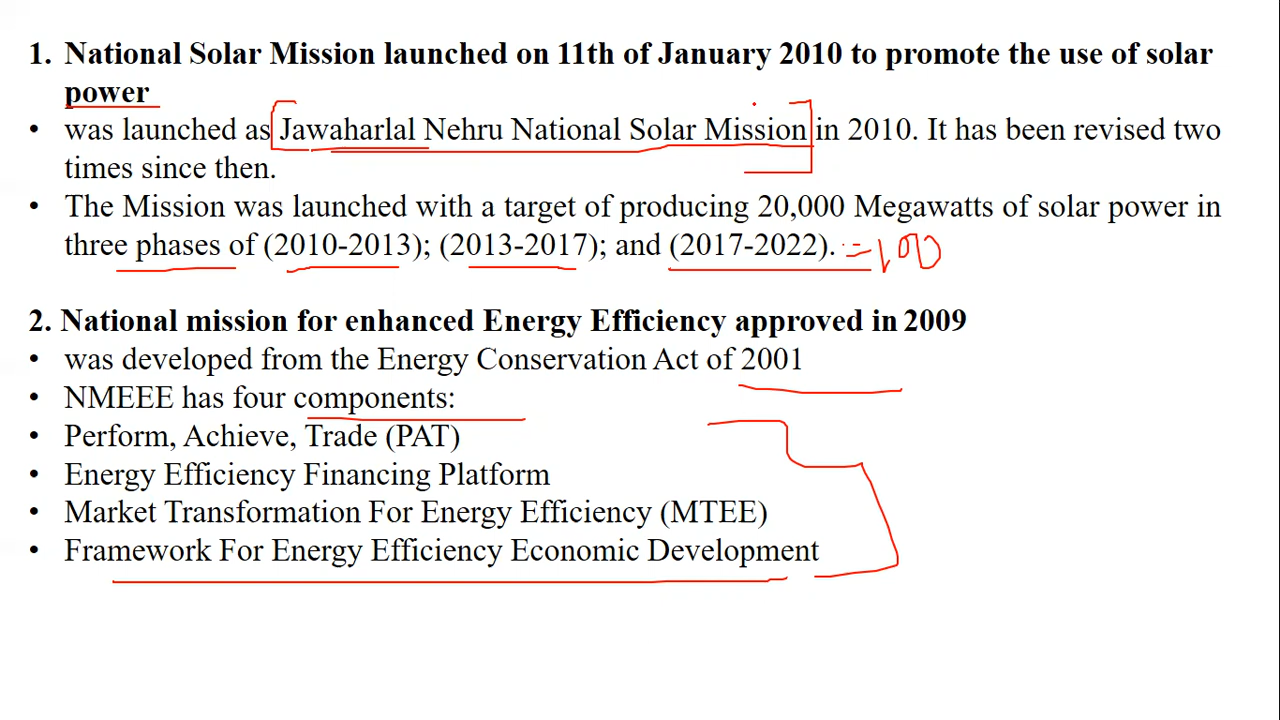 1. National Solar Mission launched on 11th of January 2010 to promote the use of solar
power
• was launched as Jawaharlal Nehru National Solar Mission in 2010. It has been revised two
times since then.
• The Mission was launched with a target of producing 20,000 Megawatts of solar power in
three phases of (2010-2013); (2013-2017); and (2017-2022). = 100
2. National mission for enhanced Energy Efficiency approved in 2009
• was developed from the Energy Conservation Act of 2001
• NMEEE has four components:
• Perform, Achieve, Trade (PAT)
• Energy Efficiency Financing Platform
• Market Transformation For Energy Efficiency (MTEE)
• Framework For Energy Efficiency Economic Development